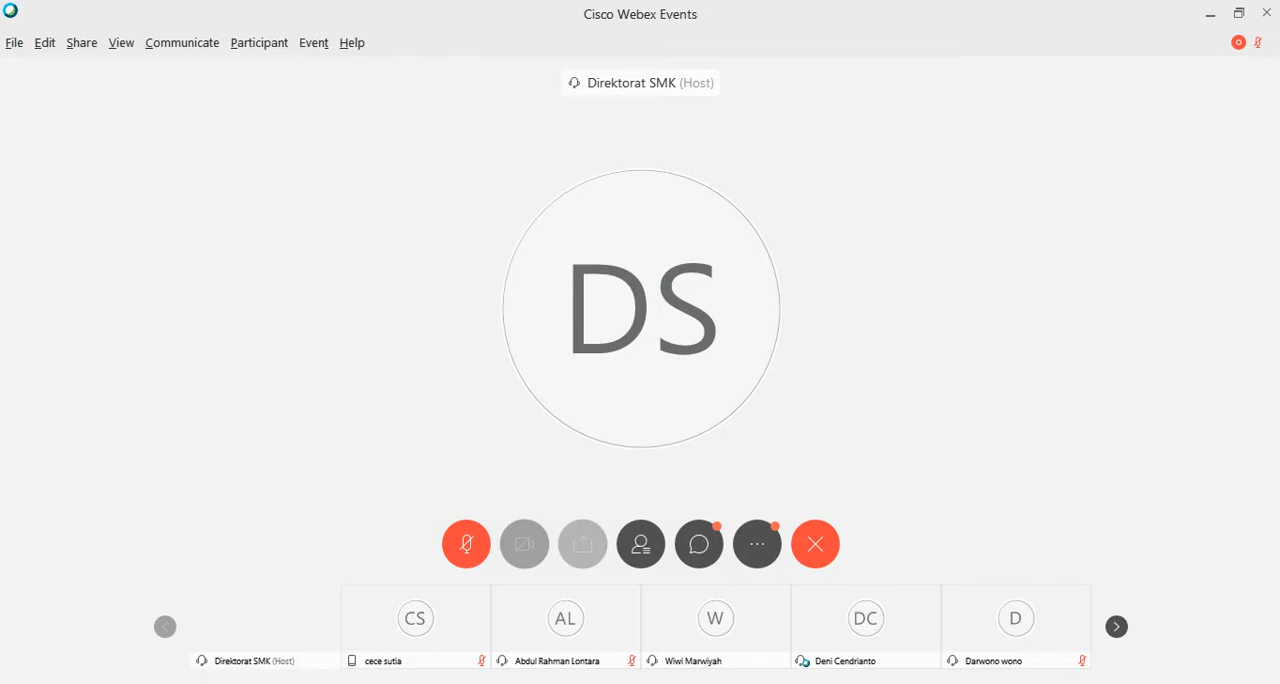 Cisco Webex Events
File Edit Share View Communicate Participant Event Help
Direktorat SMK (Host)
DS
CS
AL
W
DC
D
Direktorat SMK (Host)
cece sutia
Abdul Rahman Lontara
Wiwi Marwiyah
Deni Cendrianto
Darwono wono